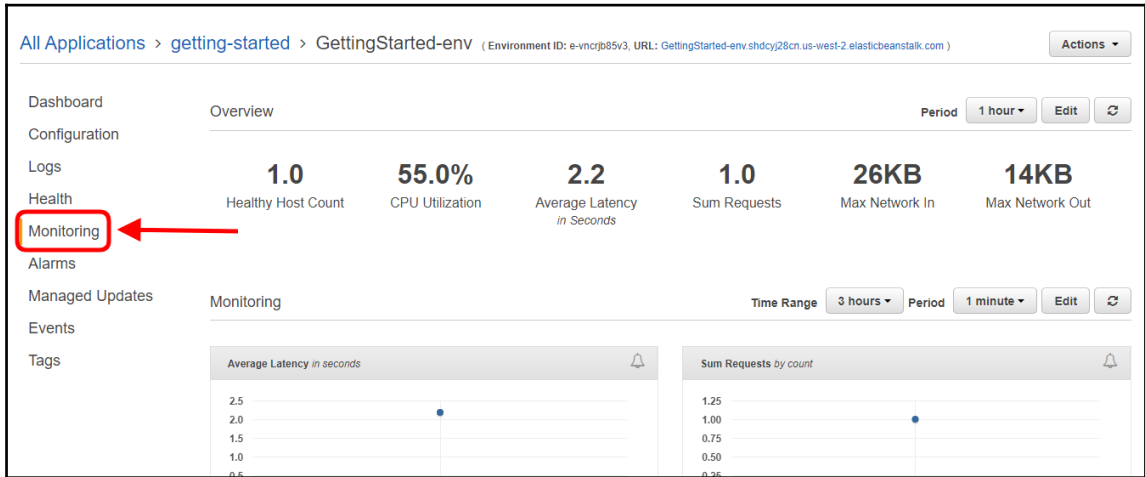 All Applications > getting-started > GettingStarted-env ( Environment ID: e-vncrjb85v3, URL: GettingStarted-env.shdcyj28cn.us-west-2.elasticbeanstalk.com ) Actions
Dashboard
Configuration
Logs
Health
Monitoring
Alarms
Managed Updates
Events
Tags
Overview Period 1 hour Edit
1.0 55.0% 2.2 1.0 26KB 14KB
Healthy Host Count CPU Utilization Average Latency Sum Requests Max Network In Max Network Out
in Seconds
Monitoring Time Range 3 hours Period 1 minute Edit
Average Latency in seconds
2.5
2.0
1.5
1.0
0.5
Sum Requests by count
1.25
1.00
0.75
0.50
0.25